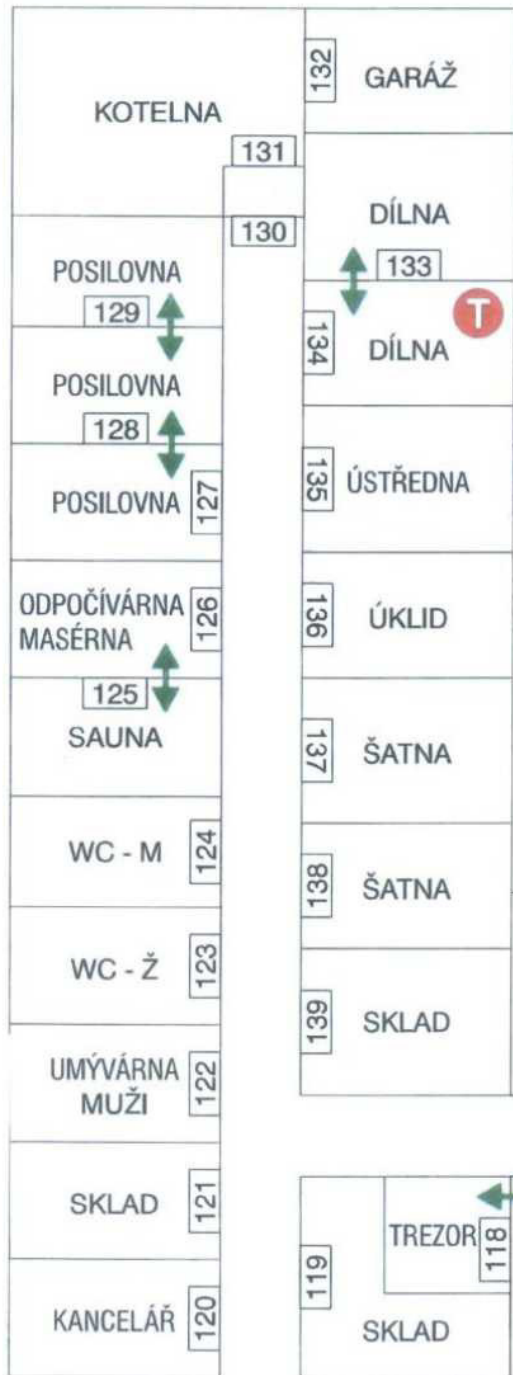 KOTELNA
131
130
POSILOVNA
129
POSILOVNA
128
POSILOVNA
127
ODPOČÍVÁRNA
MASÉRNA
126
125
SAUNA
WC - M
124
WC - Ž
123
UMÝVÁRNA
MUŽI
122
SKLAD
121
KANCELÁŘ
120
132
GARÁŽ
DÍLNA
133
T
134
DÍLNA
135
ÚSTŘEDNA
136
ÚKLID
137
ŠATNA
138
ŠATNA
139
SKLAD
TREZOR
118
119
SKLAD